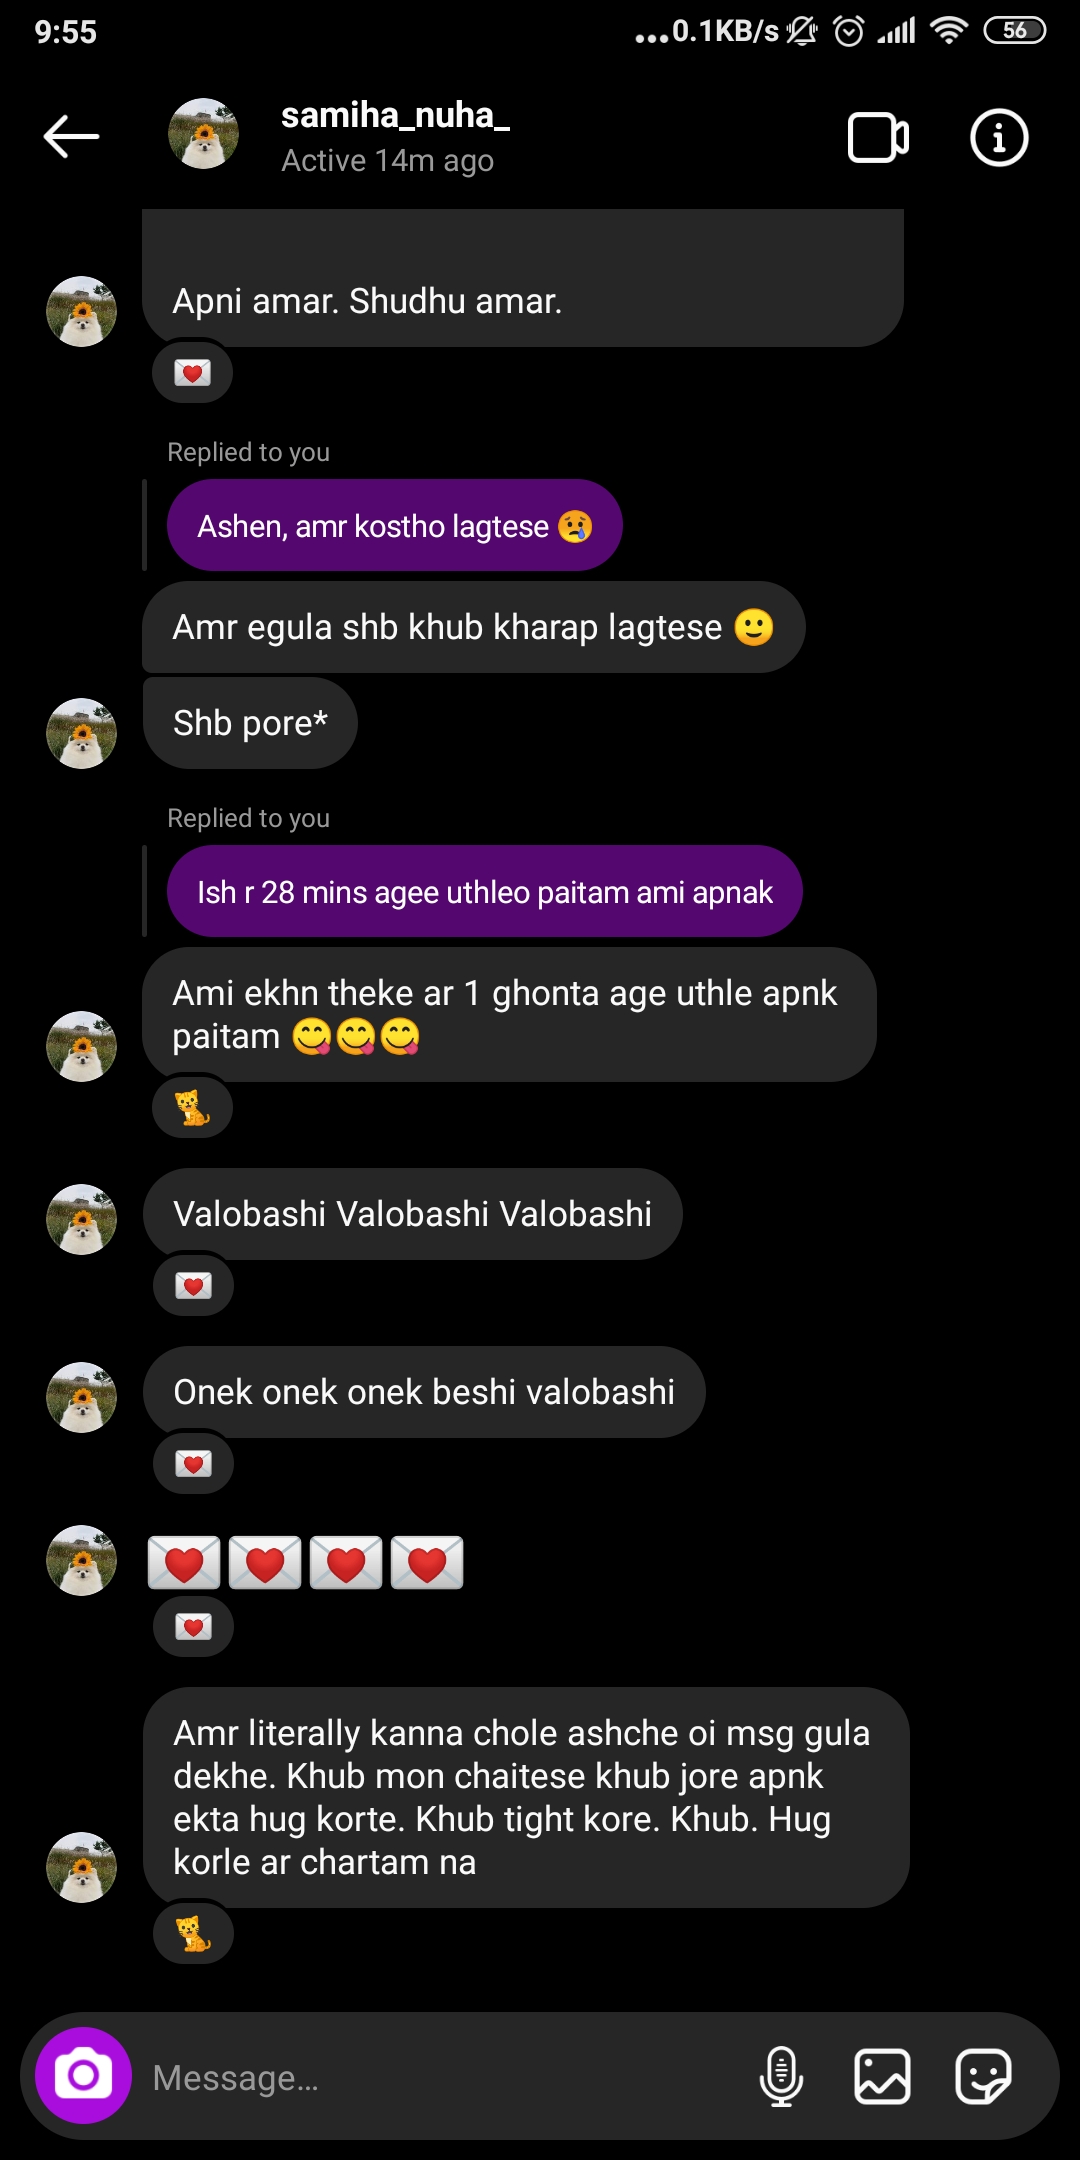 9:55
...0.1KB/s
56
samiha_nuha_
Active 14m ago
Apni amar. Shudhu amar.
💌
Replied to you
Ashen, amr kostho lagtese 😢
Amr egula shb khub kharap lagtese 🙂
Shb pore*
Replied to you
Ish r 28 mins agee uthleo paitam ami apnak
Ami ekhn theke ar 1 ghonta age uthle apnk
paitam 😋😋😋
🐈
Valobashi Valobashi Valobashi
💌
Onek onek onek beshi valobashi
💌
💌💌💌💌
💌
Amr literally kanna chole ashche oi msg gula
dekhe. Khub mon chaitese khub jore apnk
ekta hug korte. Khub tight kore. Khub. Hug
korle ar chartam na
🐈
Message...